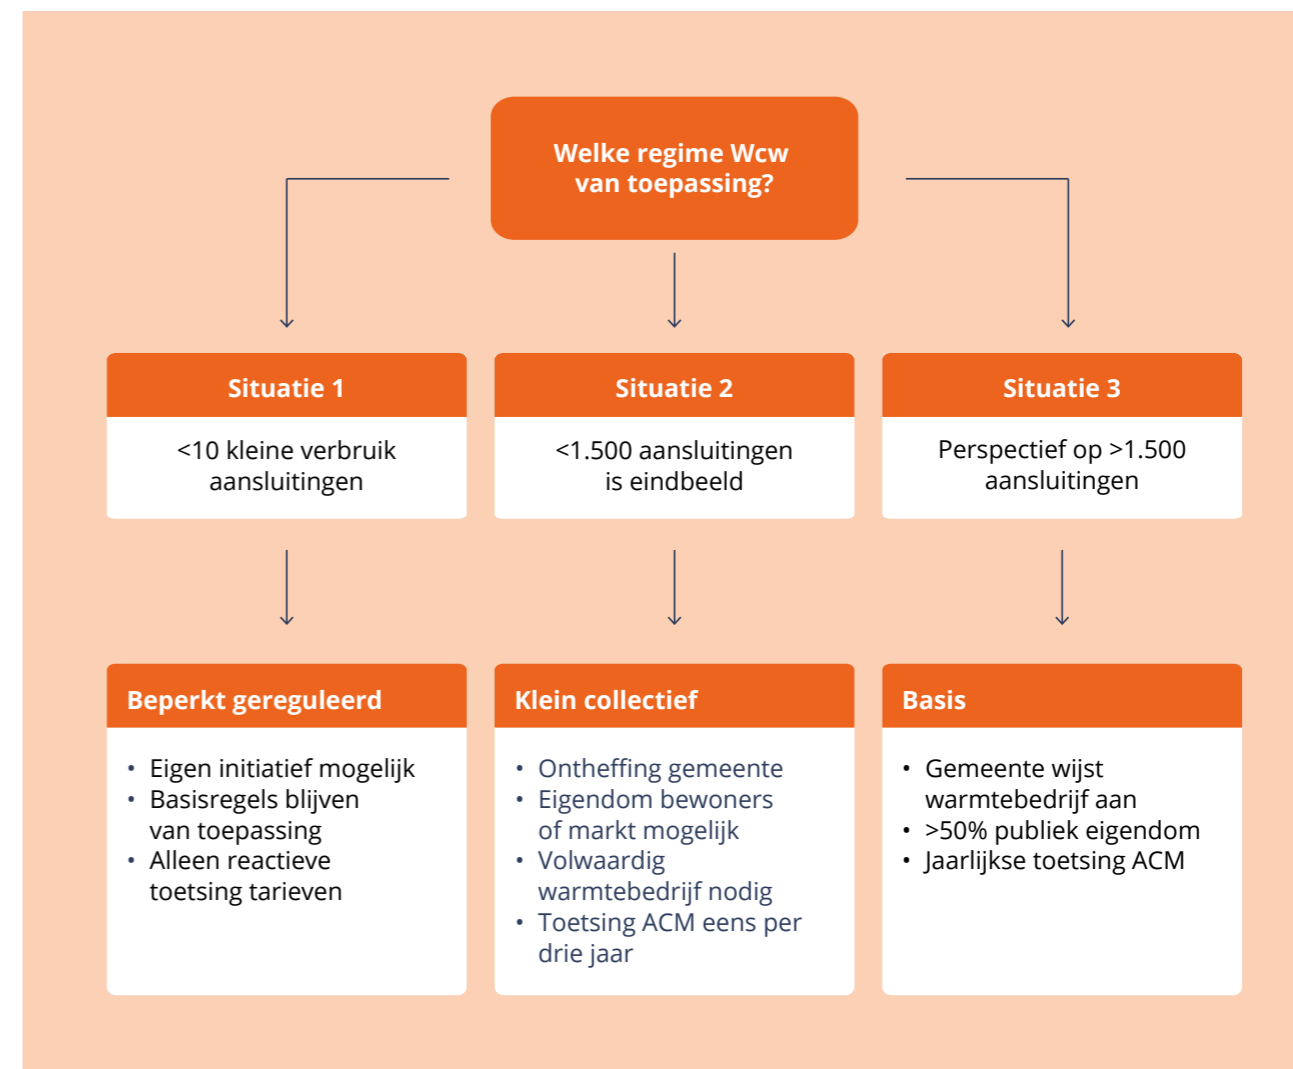 Welke regime Wcw
van toepassing?
Situatie 1
<10 kleine verbruik
aansluitingen
Situatie 2
<1.500 aansluitingen
is eindbeeld
Situatie 3
Perspectief op >1.500
aansluitingen
Beperkt gereguleerd
• Eigen initiatief mogelijk
• Basisregels blijven
van toepassing
• Alleen reactieve
toetsing tarieven
Klein collectief
• Ontheffing gemeente
• Eigendom bewoners
of markt mogelijk
• Volwaardig
warmtebedrijf nodig
• Toetsing ACM eens per
drie jaar
Basis
• Gemeente wijst
warmtebedrijf aan
• >50% publiek eigendom
• Jaarlijkse toetsing ACM